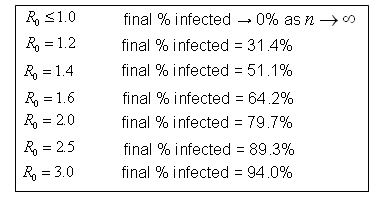 R₀ ≤1.0 final % infected → 0% as n → ∞
R₀ = 1.2 final % infected = 31.4%
R₀ = 1.4 final % infected = 51.1%
R₀ = 1.6 final % infected = 64.2%
R₀ = 2.0 final % infected = 79.7%
R₀ = 2.5 final % infected = 89.3%
R₀ = 3.0 final % infected = 94.0%